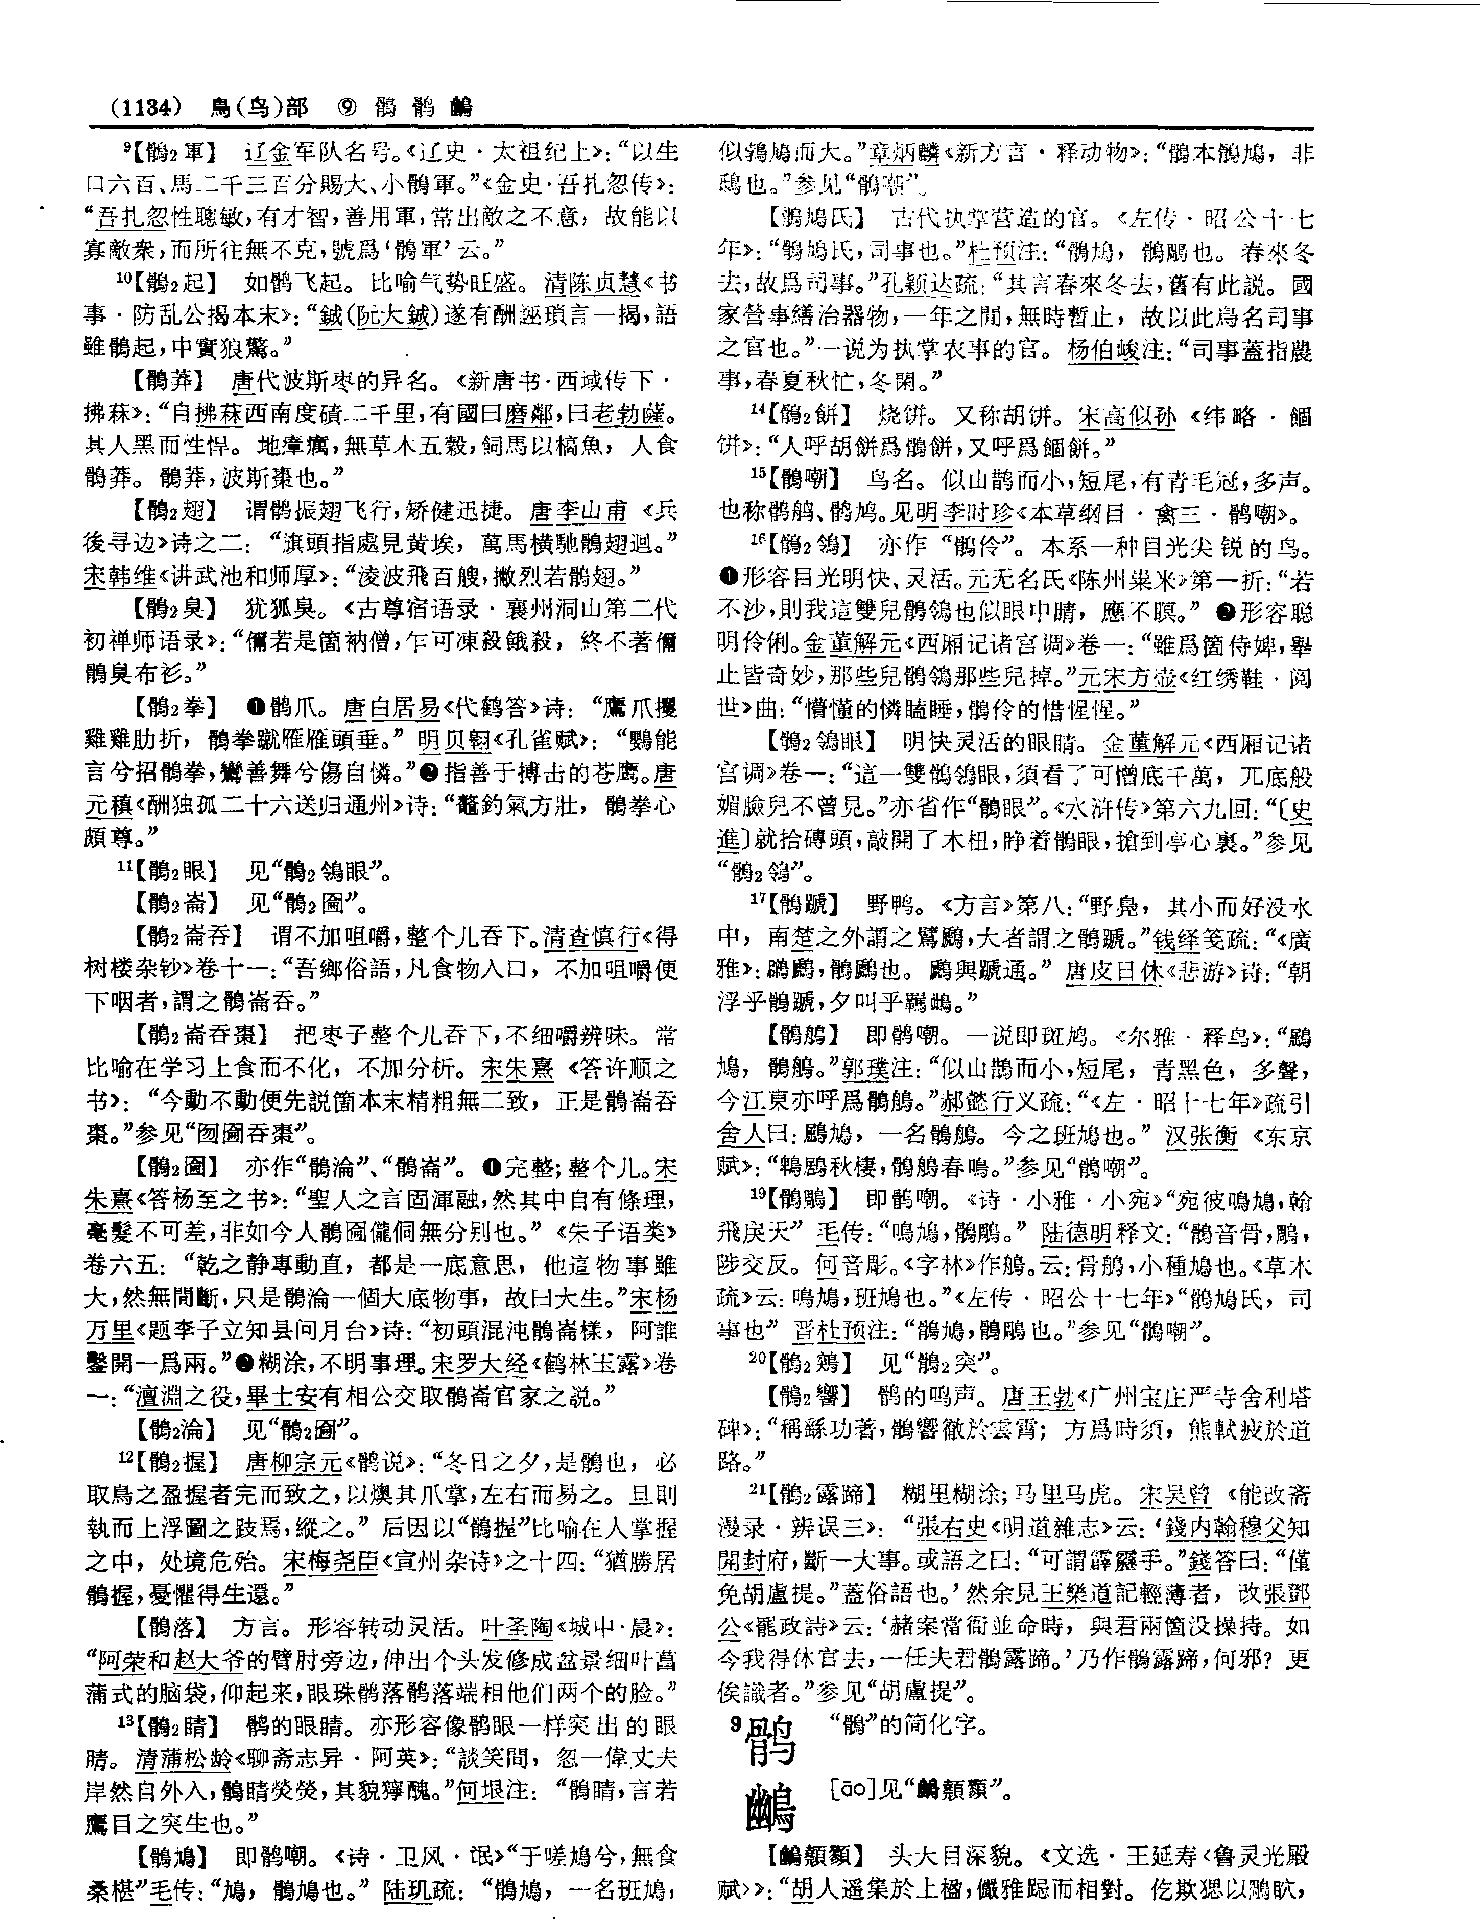 (1134) 鳥(鸟)部 ⑨ 鶻 鹘 䳼
⁹【鶻₂軍】 辽金军队名号。《辽史·太祖纪上》:“以生
口六百、馬二千三百分賜大、小鶻軍。”《金史·吾扎忽传》:
“吾扎忽性聰敏,有才智,善用軍,常出敵之不意,故能以
寡敵衆,而所往無不克,號爲‘鶻軍’云。”
¹⁰【鶻₂起】 如鹘飞起。比喻气势旺盛。清陈贞慧《书
事·防乱公揭本末》:“鋮(阮大鋮)遂有酬誣瑣言一揭,語
雖鶻起,中實狼驚。”
【鶻莽】 唐代波斯枣的异名。《新唐书·西域传下·
拂菻》:“自拂菻西南度磧二千里,有國曰磨鄰,曰老勃薩。
其人黑而性悍。地瘴癘,無草木五穀,飼馬以槁魚,人食
鶻莽。鶻莽,波斯棗也。”
【鶻₂翅】 谓鹘振翅飞行,矫健迅捷。唐李山甫《兵
後寻边》诗之二:“旗頭指處見黄埃,萬馬横馳鶻翅迴。”
宋韩维《讲武池和师厚》:“淩波飛百艘,撇烈若鶻翅。”
【鶻₂臭】 犹狐臭。《古尊宿语录·襄州洞山第二代
初禅师语录》:“儞若是箇衲僧,乍可凍殺餓殺,終不著儞
鶻臭布衫。”
【鶻₂拳】 ❶鹘爪。唐白居易《代鹤答》诗:“鷹爪攫
雞雞肋折,鶻拳蹴雁雁頭垂。”明贝翱《孔雀赋》:“鸚能
言兮招鶻拳,鸞善舞兮傷自憐。”❷指善于搏击的苍鹰。唐
元稹《酬独孤二十六送归通州》诗:“鼇釣氣方壯,鶻拳心
頗尊。”
¹¹【鶻₂眼】 见“鶻₂鴒眼”。
【鶻₂崙】 见“鶻₂圇”。
【鶻₂崙吞】 谓不加咀嚼,整个儿吞下。清查慎行《得
树楼杂钞》卷十一:“吾鄉俗語,凡食物入口,不加咀嚼便
下咽者,謂之鶻崙吞。”
【鶻₂崙吞棗】 把枣子整个儿吞下,不细嚼辨味。常
比喻在学习上食而不化,不加分析。宋朱熹《答许顺之
书》:“今動不動便先説箇本末精粗無二致,正是鶻崙吞
棗。”参见“囫圇吞棗”。
【鶻₂圇】 亦作“鶻淪”、“鶻崙”。❶完整;整个儿。宋
朱熹《答杨至之书》:“聖人之言固渾融,然其中自有條理,
毫髮不可差,非如今人鶻圇儱侗無分别也。”《朱子语类》
卷六五:“乾之静專動直,都是一底意思,他這物事雖
大,然無間斷,只是鶻淪一個大底物事,故曰大生。”宋杨
万里《题李子立知县问月台》诗:“初頭混沌鶻崙樣,阿誰
鑿開一爲兩。”❷糊涂,不明事理。宋罗大经《鹤林玉露》卷
一:“澶淵之役,畢士安有相公交取鶻崙官家之説。”
【鶻₂淪】 见“鶻₂圇”。
¹²【鶻₂握】 唐柳宗元《鹘说》:“冬日之夕,是鶻也,必
取鳥之盈握者完而致之,以燠其爪掌,左右而易之。旦則
執而上浮圖之跂焉,縱之。”后因以“鶻握”比喻在人掌握
之中,处境危殆。宋梅尧臣《宣州杂诗》之十四:“猶勝居
鶻握,憂懼得生還。”
【鶻落】 方言。形容转动灵活。叶圣陶《城中·晨》:
“阿荣和赵大爷的臂肘旁边,伸出个头发修成盆景细叶菖
蒲式的脑袋,仰起来,眼珠鹘落鹘落端相他们两个的脸。”
¹³【鶻₂睛】 鹘的眼睛。亦形容像鹘眼一样突出的眼
睛。清蒲松龄《聊斋志异·阿英》:“談笑間,忽一偉丈夫
岸然自外入,鶻睛熒熒,其貌獰醜。”何垠注:“鶻睛,言若
鷹目之突生也。”
【鶻鳩】 即鹘嘲。《诗·卫风·氓》“于嗟鳩兮,無食
桑椹”毛传:“鳩,鶻鳩也。”陆玑疏:“鶻鳩,一名班鳩,
似鶉鳩而大。”章炳麟《新方言·释动物》:“鶻本鶻鳩,非
鴟也。”参见“鶻嘲”。
【鶻鳩氏】 古代执掌营造的官。《左传·昭公十七
年》:“鶻鳩氏,司事也。”杜预注:“鶻鳩,鶻鵰也。春來冬
去,故爲司事。”孔颖达疏:“其言春來冬去,舊有此説。國
家營事繕治器物,一年之間,無時暫止,故以此鳥名司事
之官也。”一说为执掌农事的官。杨伯峻注:“司事蓋指農
事,春夏秋忙,冬閑。”
¹⁴【鶻₂餅】 烧饼。又称胡饼。宋高似孙《纬略·䭔
饼》:“人呼胡餅爲鶻餅,又呼爲䭔餅。”
¹⁵【鶻嘲】 鸟名。似山鹊而小,短尾,有青毛冠,多声。
也称鹘鸼、鹘鸠。见明李时珍《本草纲目·禽三·鹘嘲》。
¹⁶【鶻₂鴒】 亦作“鶻伶”。本系一种目光尖锐的鸟。
❶形容目光明快、灵活。元无名氏《陈州粜米》第一折:“若
不沙,則我這雙兒鶻鴒也似眼中睛,應不瞑。”❷形容聪
明伶俐。金董解元《西厢记诸宫调》卷一:“雖爲箇侍婢,舉
止皆奇妙,那些兒鶻鴒那些兒掉。”元宋方壶《红绣鞋·阅
世》曲:“懵懂的憐瞌睡,鶻伶的惜惺惺。”
【鶻₂鴒眼】 明快灵活的眼睛。金董解元《西厢记诸
宫调》卷一:“這一雙鶻鴒眼,須看了可憎底千萬,兀底般
媚臉兒不曾見。”亦省作“鶻眼”。《水浒传》第六九回:“〔史
進〕就拾磚頭,敲開了木杻,睁着鶻眼,搶到亭心裏。”参见
“鶻₂鴒”。
¹⁷【鶻蹏】 野鸭。《方言》第八:“野鳧,其小而好没水
中,南楚之外謂之鷿鷈,大者謂之鶻蹏。”钱绎笺疏:“《廣
雅》:鷿鷈,鶻鷈也。鷈與蹏通。”唐皮日休《悲游》诗:“朝
浮乎鶻蹏,夕叫乎羈鴟。”
【鶻鵃】 即鹘嘲。一说即斑鸠。《尔雅·释鸟》:“鶌
鳩,鶻鵃。”郭璞注:“似山鵲而小,短尾,青黑色,多聲,
今江東亦呼爲鶻鵃。”郝懿行义疏:“《左·昭十七年》疏引
舍人曰:鶌鳩,一名鶻鵃。今之班鳩也。”汉张衡《东京
赋》:“鵯鶋秋棲,鶻鵃春鳴。”参见“鶻嘲”。
¹⁹【鶻鵰】 即鹘嘲。《诗·小雅·小宛》“宛彼鳴鳩,翰
飛戾天”毛传:“鳴鳩,鶻鵰。”陆德明释文:“鶻音骨,鵰,
陟交反。何音彫。《字林》作鵃。云:骨鵃,小種鳩也。《草木
疏》云:鳴鳩,班鳩也。”《左传·昭公十七年》“鶻鳩氏,司
事也”晋杜预注:“鶻鳩,鶻鵰也。”参见“鶻嘲”。
²⁰【鶻₂鶟】 见“鶻₂突”。
【鶻₂響】 鹘的鸣声。唐王勃《广州宝庄严寺舍利塔
碑》:“稱繇功著,鶻響徹於雲霄;方爲時須,熊軾疲於道
路。”
²¹【鶻₂露蹄】 糊里糊涂;马里马虎。宋吴曾《能改斋
漫录·辨误三》:“張右史《明道雜志》云:‘錢内翰穆父知
開封府,斷一大事。或語之曰:“可謂霹靂手。”錢答曰:“僅
免胡盧提。”蓋俗語也。’然余見王樂道記輕薄者,改張鄧
公《罷政詩》云:‘赭案當衙並命時,與君兩箇没操持。如
今我得休官去,一任夫君鶻露蹄。’乃作鶻露蹄,何邪?更
俟識者。”参见“胡盧提”。
⁹鹘 “鶻”的简化字。
䳼 [āo]见“䳼顤顟”。
【䳼顤顟】 头大目深貌。《文选·王延寿〈鲁灵光殿
赋〉》:“胡人遥集於上楹,儼雅跽而相對。仡欺㥓以鵰䀏,